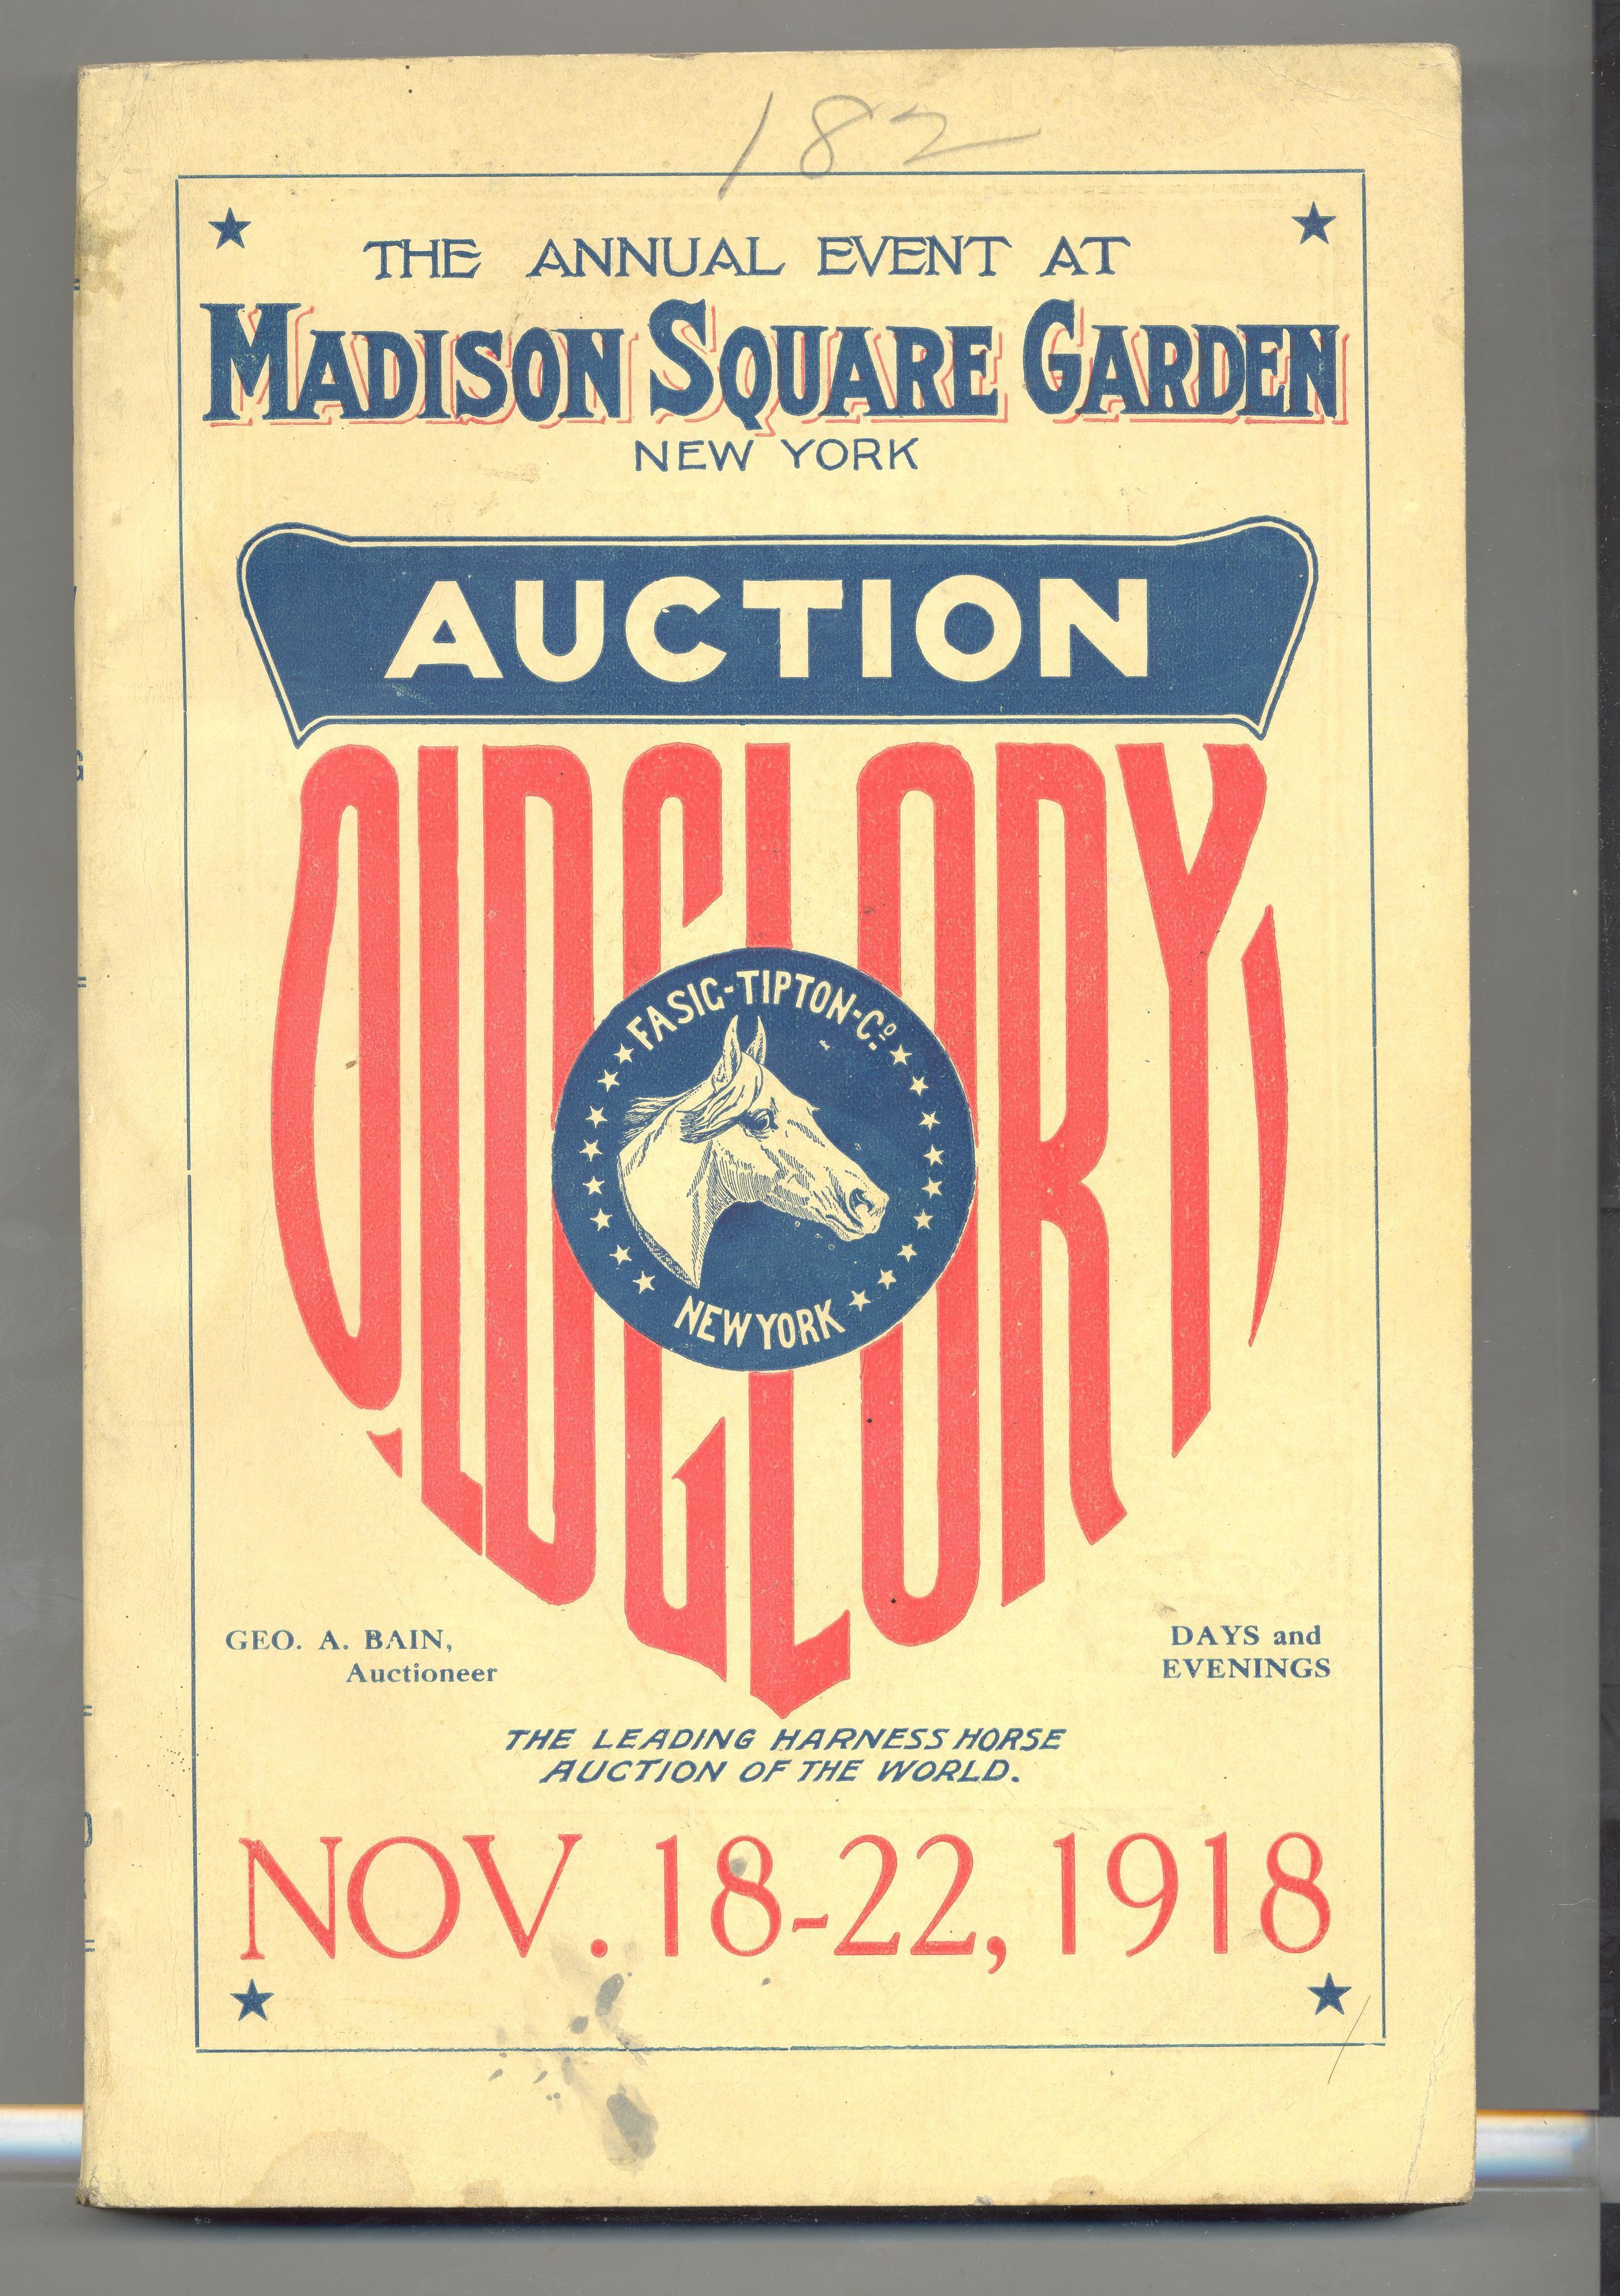 182
THE ANNUAL EVENT AT
MADISON SQUARE GARDEN
NEW YORK
AUCTION
OLD GLORY
FASIG-TIPTON-Co.
NEW YORK
GEO. A. BAIN,
Auctioneer
DAYS and
EVENINGS
THE LEADING HARNESS HORSE
AUCTION OF THE WORLD.
NOV. 18-22, 1918